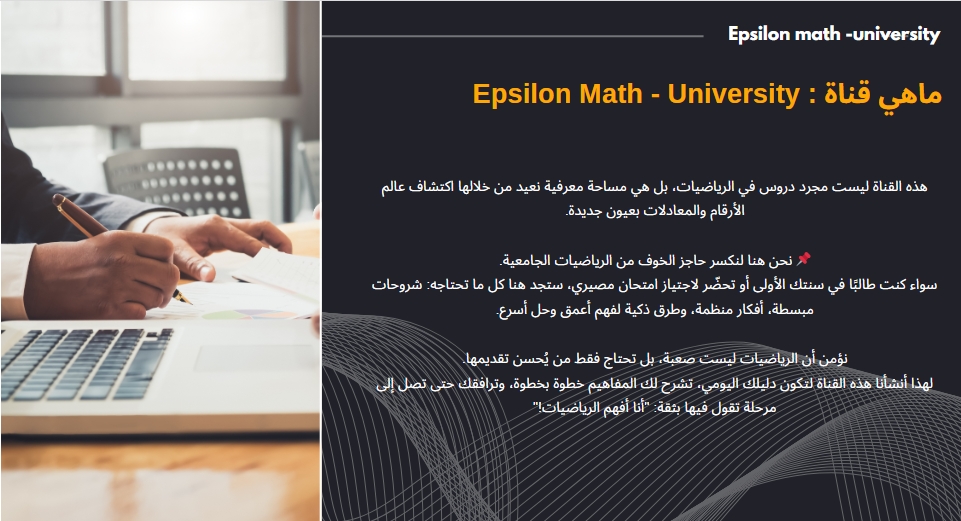 Epsilon math -university
ماهي قناة : Epsilon Math - University
هذه القناة ليست مجرد دروس في الرياضيات، بل هي مساحة معرفية نعيد من خلالها اكتشاف عالم
الأرقام والمعادلات بعيون جديدة.
📌 نحن هنا لنكسر حاجز الخوف من الرياضيات الجامعية.
سواء كنت طالبًا في سنتك الأولى أو تحضّر لاجتياز امتحان مصيري، ستجد هنا كل ما تحتاجه: شروحات
مبسطة، أفكار منظمة، وطرق ذكية لفهم أعمق وحل أسرع.
نؤمن أن الرياضيات ليست صعبة، بل تحتاج فقط من يُحسن تقديمها.
لهذا أنشأنا هذه القناة لتكون دليلك اليومي، تشرح لك المفاهيم خطوة بخطوة، وترافقك حتى تصل إلى
مرحلة تقول فيها بثقة: "أنا أفهم الرياضيات!"